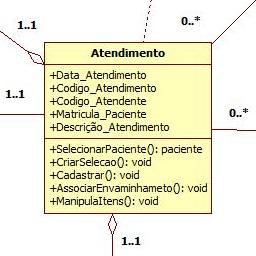 1..1
0..*
Atendimento
+Data_Atendimento
+Codigo_Atendimento
+Codigo_Atendente
+Matricula_Paciente
+Descrição_Atendimento
1..1
0..*
+SelecionarPaciente(): paciente
+CriarSelecao(): void
+Cadastrar(): void
+AssociarEnvaminhameto(): void
+ManipulaItens(): void
1..1